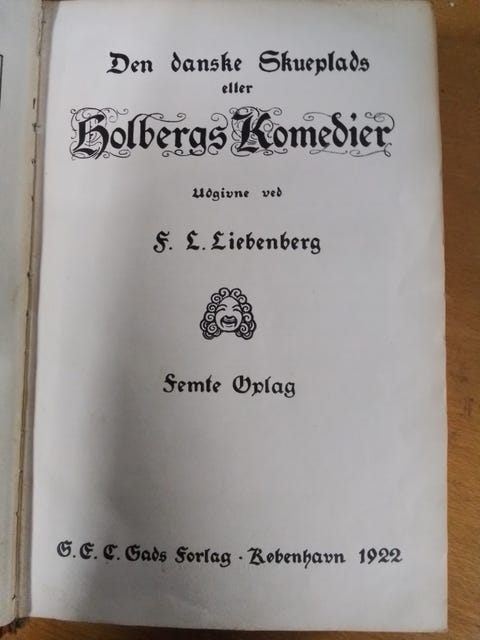 Den danske Skueplads
eller
Holbergs Komedier
Udgivne ved
F. L. Liebenberg
Femte Oplag
G. E. C. Gads Forlag · København 1922